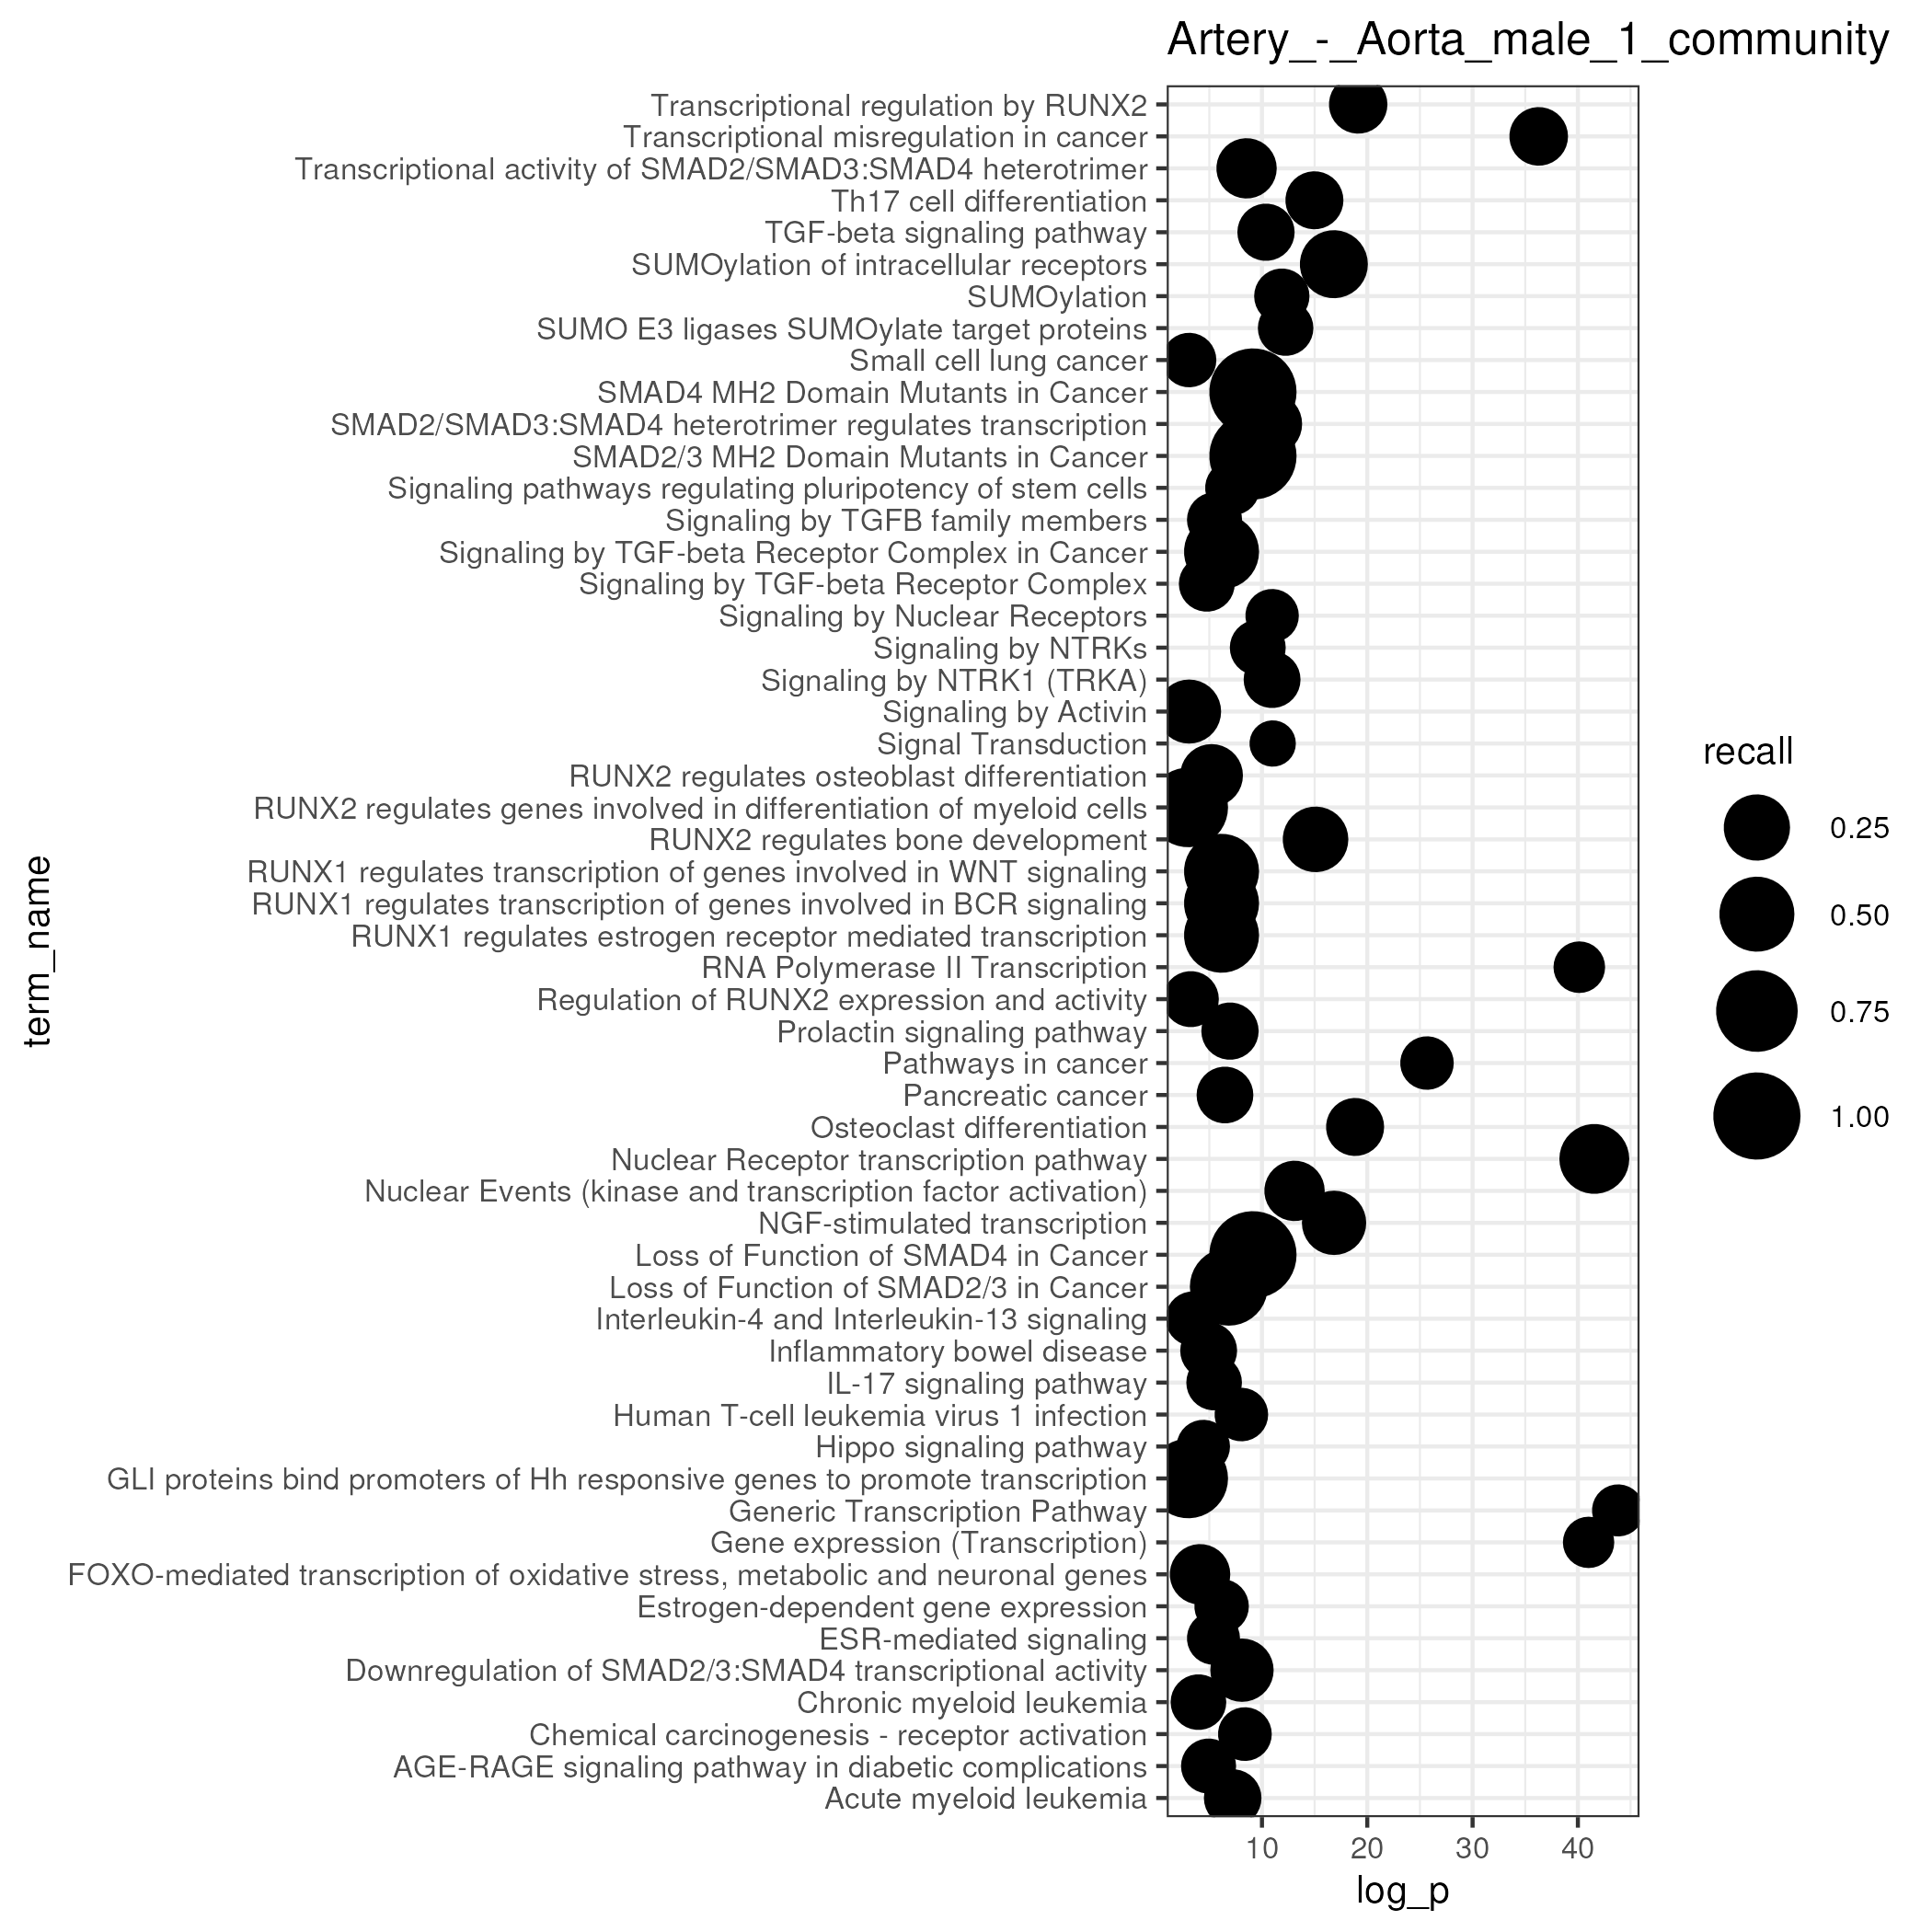 Artery_-_Aorta_male_1_community
Transcriptional regulation by RUNX2
Transcriptional misregulation in cancer
Transcriptional activity of SMAD2/SMAD3:SMAD4 heterotrimer
Th17 cell differentiation
TGF-beta signaling pathway
SUMOylation of intracellular receptors
SUMOylation
SUMO E3 ligases SUMOylate target proteins
Small cell lung cancer
SMAD4 MH2 Domain Mutants in Cancer
SMAD2/SMAD3:SMAD4 heterotrimer regulates transcription
SMAD2/3 MH2 Domain Mutants in Cancer
Signaling pathways regulating pluripotency of stem cells
Signaling by TGFB family members
Signaling by TGF-beta Receptor Complex in Cancer
Signaling by TGF-beta Receptor Complex
Signaling by Nuclear Receptors
Signaling by NTRKs
Signaling by NTRK1 (TRKA)
Signaling by Activin
Signal Transduction
RUNX2 regulates osteoblast differentiation
RUNX2 regulates genes involved in differentiation of myeloid cells
RUNX2 regulates bone development
RUNX1 regulates transcription of genes involved in WNT signaling
RUNX1 regulates transcription of genes involved in BCR signaling
RUNX1 regulates estrogen receptor mediated transcription
RNA Polymerase II Transcription
Regulation of RUNX2 expression and activity
Prolactin signaling pathway
Pathways in cancer
Pancreatic cancer
Osteoclast differentiation
Nuclear Receptor transcription pathway
Nuclear Events (kinase and transcription factor activation)
NGF-stimulated transcription
Loss of Function of SMAD4 in Cancer
Loss of Function of SMAD2/3 in Cancer
Interleukin-4 and Interleukin-13 signaling
Inflammatory bowel disease
IL-17 signaling pathway
Human T-cell leukemia virus 1 infection
Hippo signaling pathway
GLI proteins bind promoters of Hh responsive genes to promote transcription
Generic Transcription Pathway
Gene expression (Transcription)
FOXO-mediated transcription of oxidative stress, metabolic and neuronal genes
Estrogen-dependent gene expression
ESR-mediated signaling
Downregulation of SMAD2/3:SMAD4 transcriptional activity
Chronic myeloid leukemia
Chemical carcinogenesis - receptor activation
AGE-RAGE signaling pathway in diabetic complications
Acute myeloid leukemia
term_name
10 20 30 40
log_p
recall
0.25
0.50
0.75
1.00